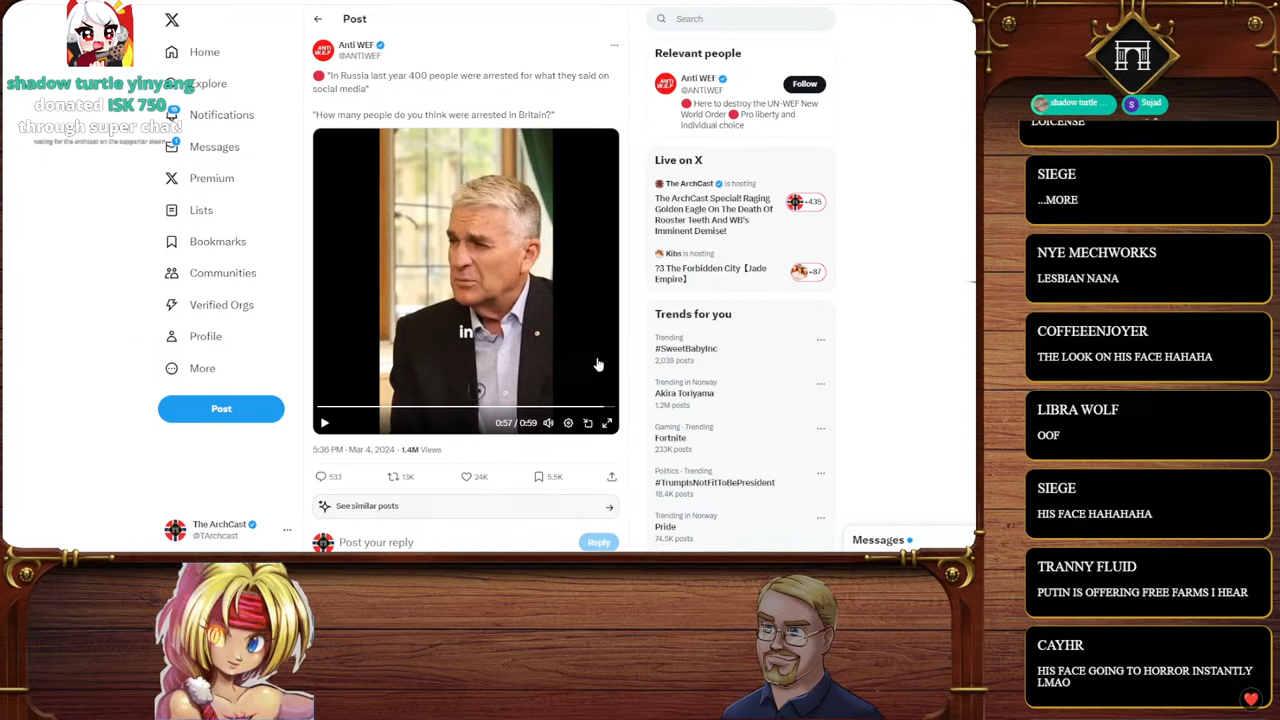 shadow turtle yinyang
donated ISK 750
through super chat!
Home
Explore
Notifications
16
Messages
1
Premium
Lists
Bookmarks
Communities
Verified Orgs
Profile
More
Post
The ArchCast
@TArchcast
Post
Anti WEF
@ANTIWEF
"In Russia last year 400 people were arrested for what they said on
social media"
"How many people do you think were arrested in Britain?"
in
0:57 / 0:59
5:36 PM · Mar 4, 2024 · 1.4M Views
533
13K
24K
5.5K
See similar posts
Post your reply
Reply
Search
Relevant people
ANTI
W.E.F
Anti WEF
@ANTIWEF
Follow
Here to destroy the UN-WEF New
World Order Pro liberty and
individual choice
Live on X
The ArchCast is hosting
The ArchCast Special! Raging
Golden Eagle On The Death Of
Rooster Teeth And WB's
Imminent Demise!
+435
Kibs is hosting
?3 The Forbidden City【Jade
Empire】
+87
Trends for you
Trending
#SweetBabyInc
2,038 posts
Trending in Norway
Akira Toriyama
1.2M posts
Gaming · Trending
Fortnite
233K posts
Politics · Trending
#TrumpIsNotFitToBePresident
18.4K posts
Trending in Norway
Pride
74.5K posts
Messages
shadow turtle ...
S Sujad
LOICENSE
SIEGE
...MORE
NYE MECHWORKS
LESBIAN NANA
COFFEEENJOYER
THE LOOK ON HIS FACE HAHAHA
LIBRA WOLF
OOF
SIEGE
HIS FACE HAHAHAHA
TRANNY FLUID
PUTIN IS OFFERING FREE FARMS I HEAR
CAYHR
HIS FACE GOING TO HORROR INSTANTLY
LMAO